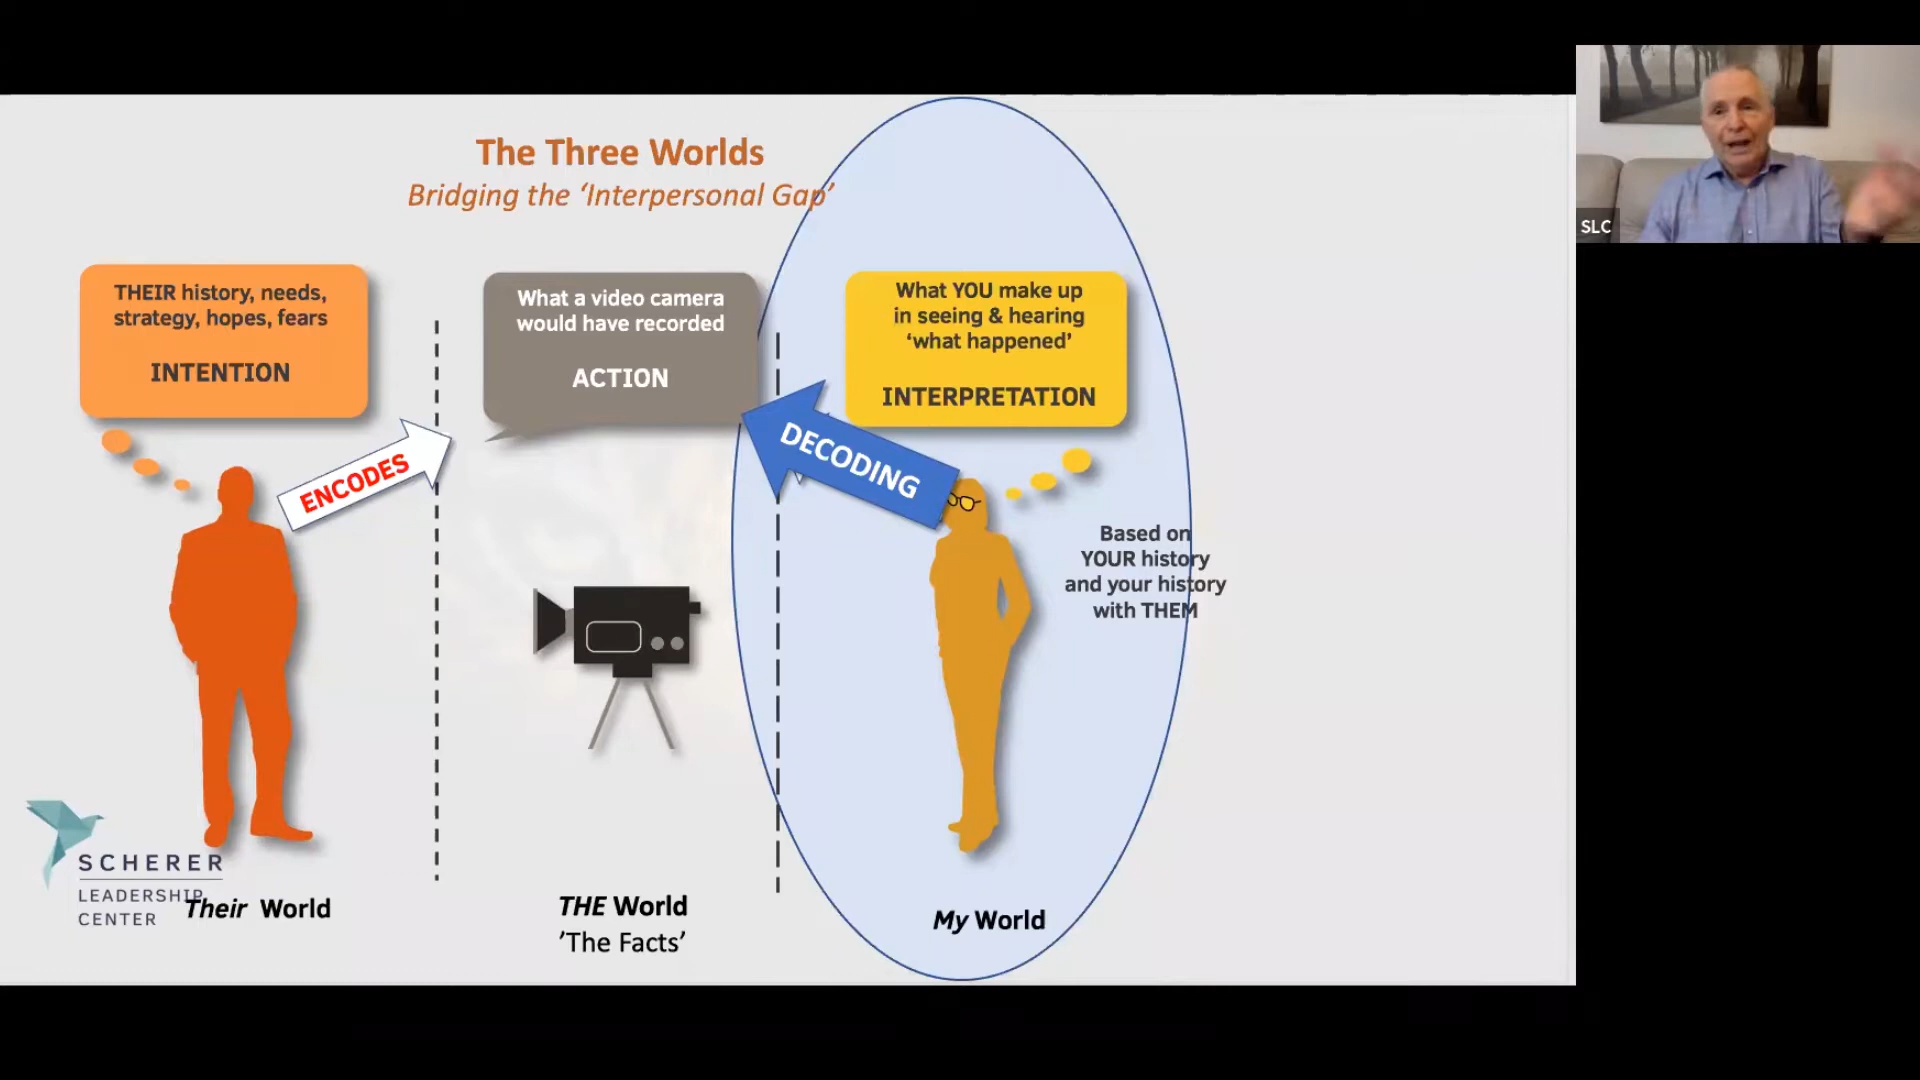 The Three Worlds
Bridging the ‘Interpersonal Gap’
THEIR history, needs,
strategy, hopes, fears
INTENTION
ENCODES
Their World
What a video camera
would have recorded
ACTION
THE World
’The Facts’
What YOU make up
in seeing & hearing
‘what happened’
INTERPRETATION
DECODING
Based on
YOUR history
and your history
with THEM
My World
SCHERER
LEADERSHIP
CENTER
SLC